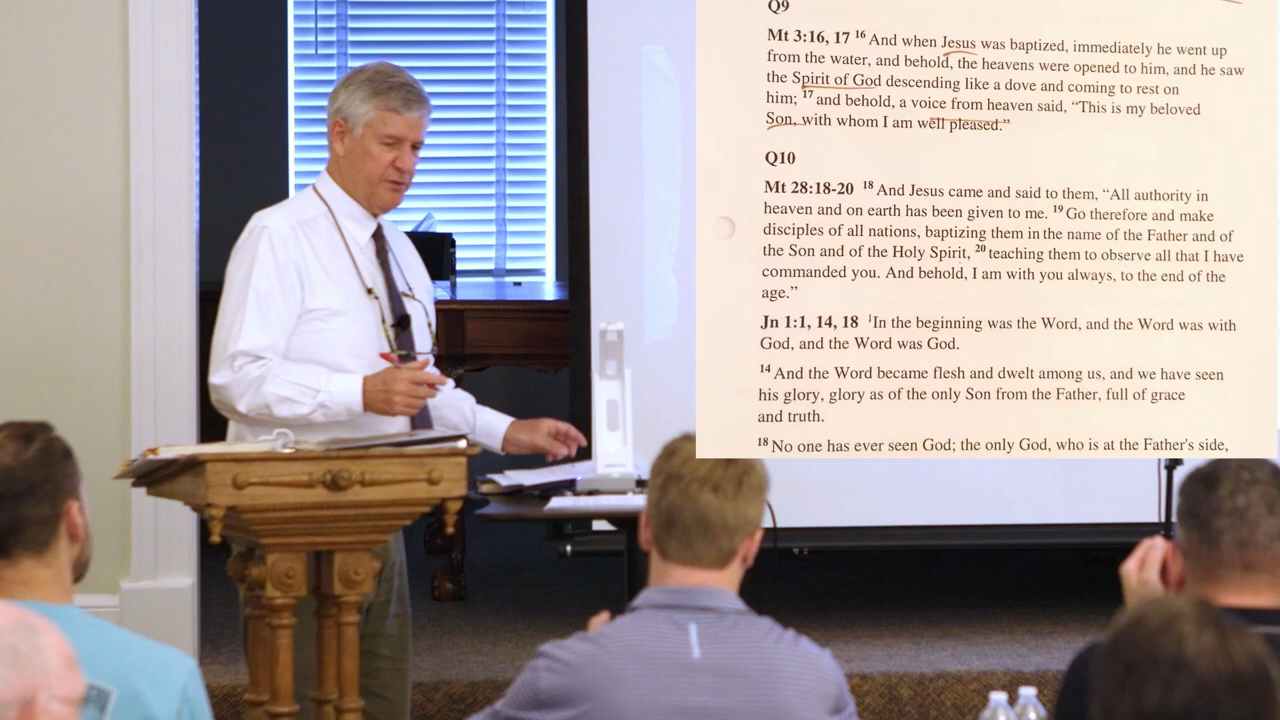 Q9
Mt 3:16, 17 16 And when Jesus was baptized, immediately he went up
from the water, and behold, the heavens were opened to him, and he saw
the Spirit of God descending like a dove and coming to rest on
him; 17 and behold, a voice from heaven said, “This is my beloved
Son, with whom I am well pleased.”
Q10
Mt 28:18-20 18 And Jesus came and said to them, “All authority in
heaven and on earth has been given to me. 19 Go therefore and make
disciples of all nations, baptizing them in the name of the Father and of
the Son and of the Holy Spirit, 20 teaching them to observe all that I have
commanded you. And behold, I am with you always, to the end of the
age.”
Jn 1:1, 14, 18 1In the beginning was the Word, and the Word was with
God, and the Word was God.
14 And the Word became flesh and dwelt among us, and we have seen
his glory, glory as of the only Son from the Father, full of grace
and truth.
18 No one has ever seen God; the only God, who is at the Father's side,